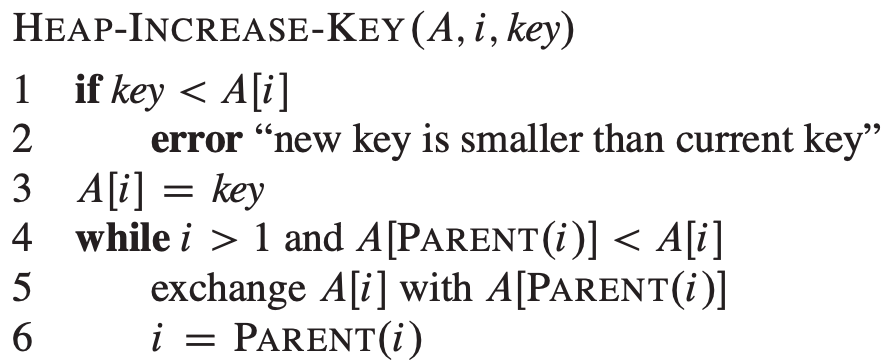 HEAP-INCREASE-KEY(A, i, key)
1 if key < A[i]
2 error “new key is smaller than current key”
3 A[i] = key
4 while i > 1 and A[PARENT(i)] < A[i]
5 exchange A[i] with A[PARENT(i)]
6 i = PARENT(i)